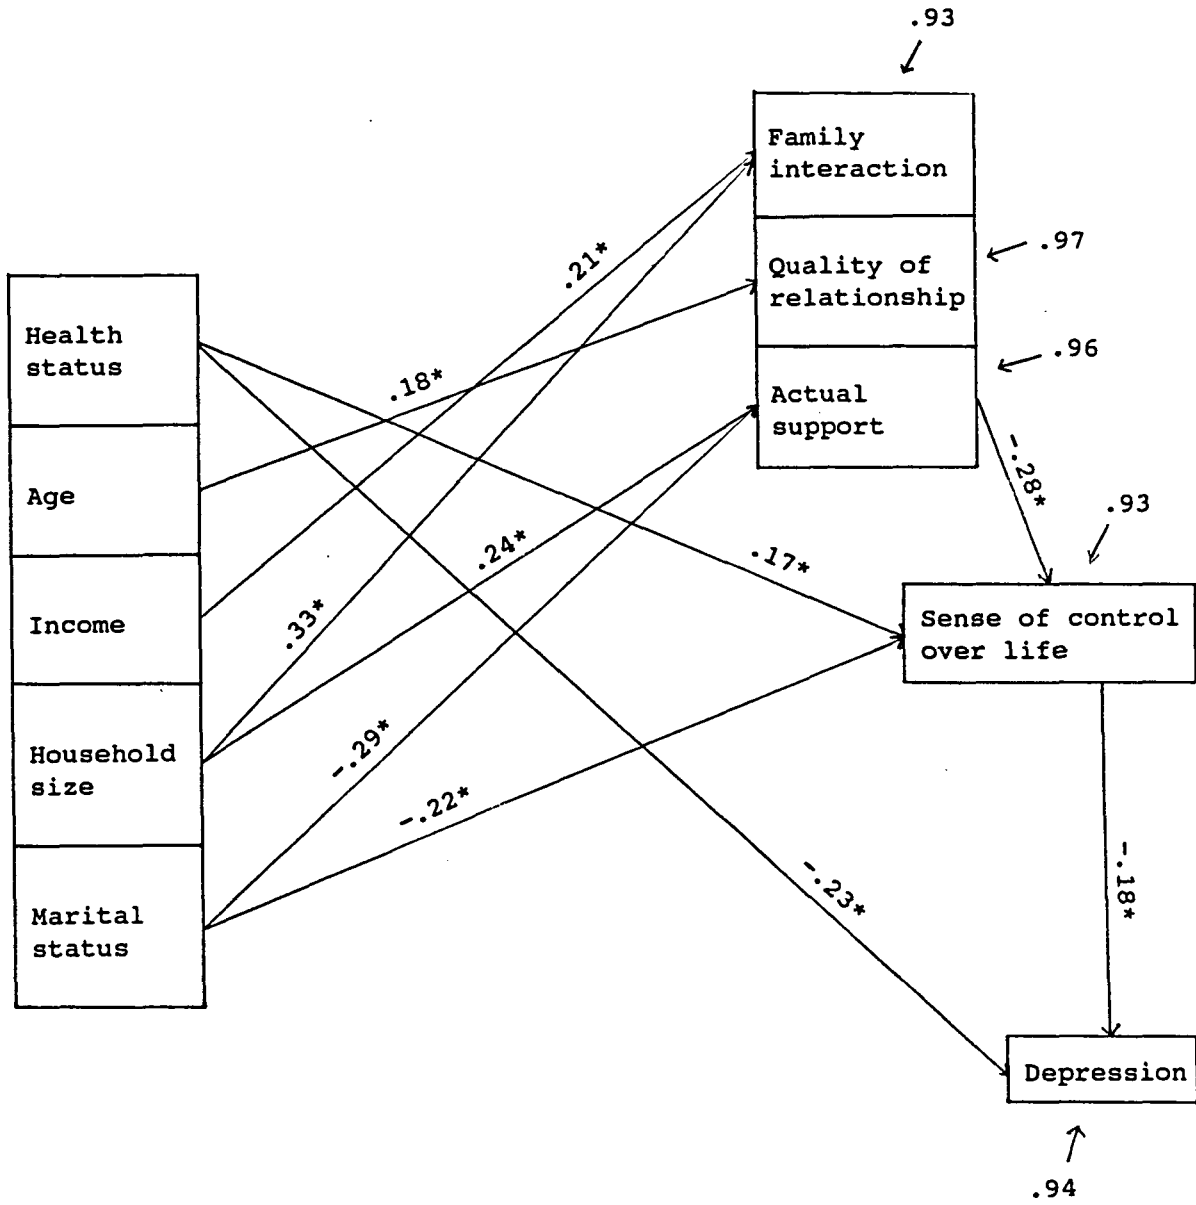 .93
Family
interaction
.21*
.97
Quality of
relationship
Health
status
.96
.18*
Actual
support
-.28*
Age
.93
.24*
.17*
Income
.33*
Sense of control
over life
Household
size
-.29*
-.22*
-.23*
-.18*
Marital
status
Depression
.94